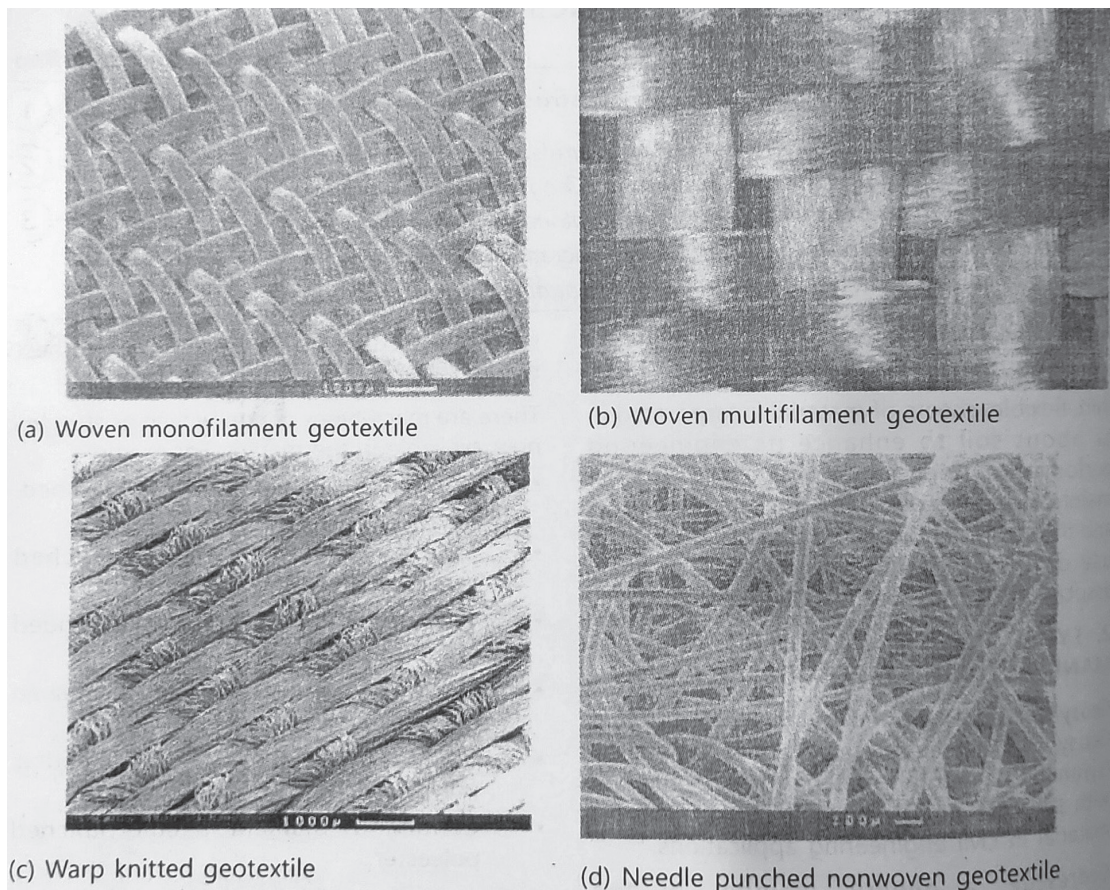 (a) Woven monofilament geotextile
(b) Woven multifilament geotextile
1000µ
(c) Warp knitted geotextile
(d) Needle punched nonwoven geotextile